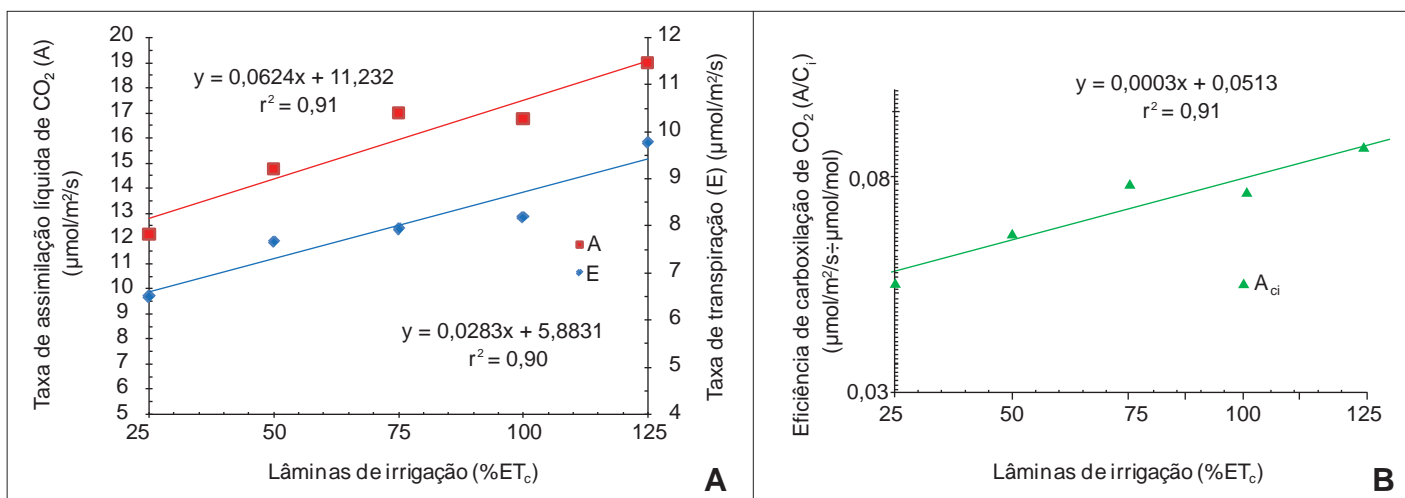 Taxa de assimilação líquida de CO₂ (A)
(µmol/m²/s)
20
19
18
17
16
15
14
13
12
11
10
9
8
7
6
5
y = 0,0624x + 11,232
r² = 0,91
A
E
y = 0,0283x + 5,8831
r² = 0,90
12
11
10
9
8
7
6
5
4
Taxa de transpiração (E) (µmol/m²/s)
25 50 75 100 125
Lâminas de irrigação (%ETc)
A
Eficiência de carboxilação de CO₂ (A/Cᵢ)
(µmol/m²/s÷µmol/mol)
y = 0,0003x + 0,0513
r² = 0,91
0,08
0.03
A ci
25 50 75 100 125
Lâminas de irrigação (%ETc)
B